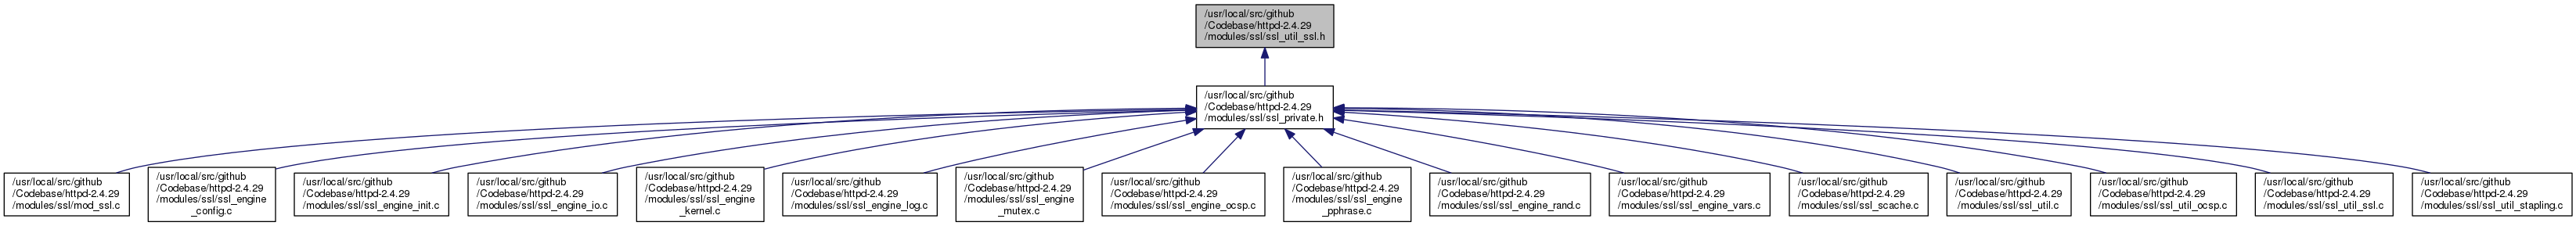 /usr/local/src/github
/Codebase/httpd-2.4.29
/modules/ssl/ssl_util_ssl.h
/usr/local/src/github
/Codebase/httpd-2.4.29
/modules/ssl/ssl_private.h
/usr/local/src/github
/Codebase/httpd-2.4.29
/modules/ssl/mod_ssl.c
/usr/local/src/github
/Codebase/httpd-2.4.29
/modules/ssl/ssl_engine
_config.c
/usr/local/src/github
/Codebase/httpd-2.4.29
/modules/ssl/ssl_engine_init.c
/usr/local/src/github
/Codebase/httpd-2.4.29
/modules/ssl/ssl_engine_io.c
/usr/local/src/github
/Codebase/httpd-2.4.29
/modules/ssl/ssl_engine
_kernel.c
/usr/local/src/github
/Codebase/httpd-2.4.29
/modules/ssl/ssl_engine_log.c
/usr/local/src/github
/Codebase/httpd-2.4.29
/modules/ssl/ssl_engine
_mutex.c
/usr/local/src/github
/Codebase/httpd-2.4.29
/modules/ssl/ssl_engine_ocsp.c
/usr/local/src/github
/Codebase/httpd-2.4.29
/modules/ssl/ssl_engine
_pphrase.c
/usr/local/src/github
/Codebase/httpd-2.4.29
/modules/ssl/ssl_engine_rand.c
/usr/local/src/github
/Codebase/httpd-2.4.29
/modules/ssl/ssl_engine_vars.c
/usr/local/src/github
/Codebase/httpd-2.4.29
/modules/ssl/ssl_scache.c
/usr/local/src/github
/Codebase/httpd-2.4.29
/modules/ssl/ssl_util.c
/usr/local/src/github
/Codebase/httpd-2.4.29
/modules/ssl/ssl_util_ocsp.c
/usr/local/src/github
/Codebase/httpd-2.4.29
/modules/ssl/ssl_util_ssl.c
/usr/local/src/github
/Codebase/httpd-2.4.29
/modules/ssl/ssl_util_stapling.c